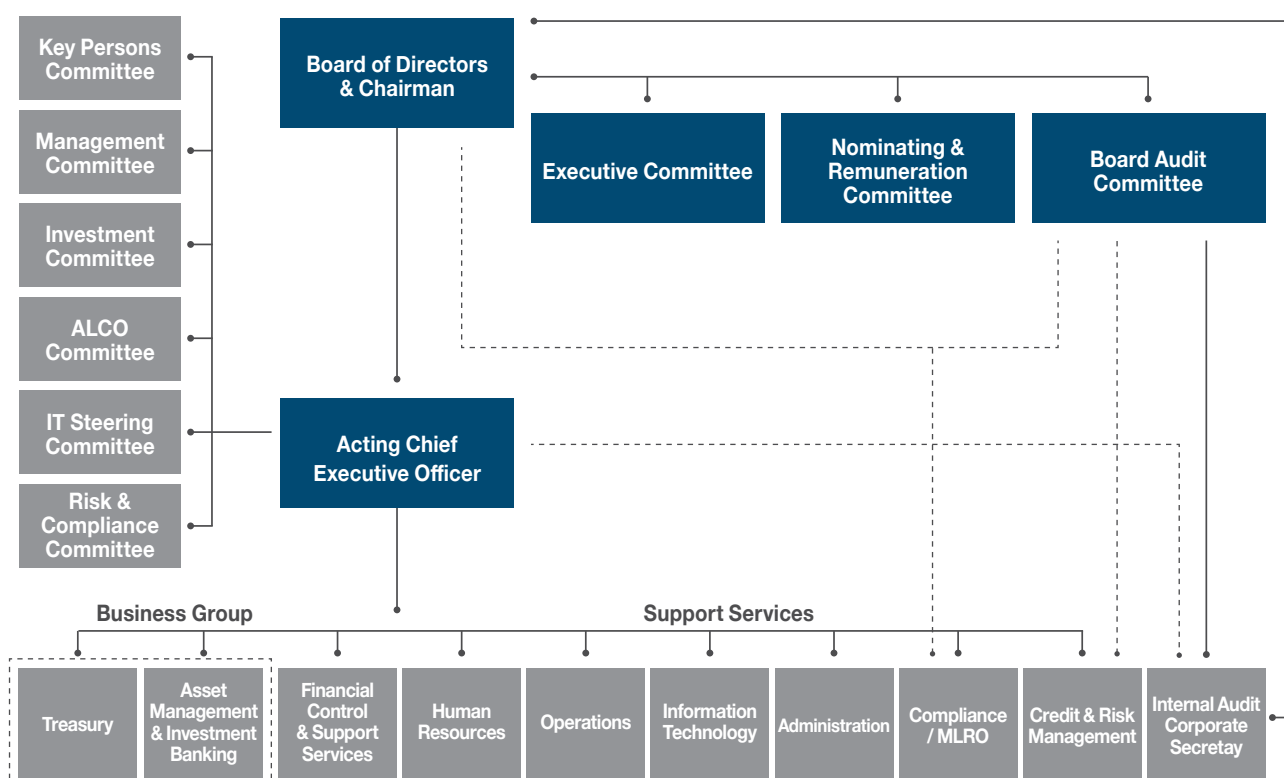 Key Persons
Committee
Management
Committee
Investment
Committee
ALCO
Committee
IT Steering
Committee
Risk &
Compliance
Committee
Board of Directors
& Chairman
Executive Committee
Nominating &
Remuneration
Committee
Board Audit
Committee
Acting Chief
Executive Officer
Business Group
Support Services
Treasury
Asset
Management
& Investment
Banking
Financial
Control
& Support
Services
Human
Resources
Operations
Information
Technology
Administration
Compliance
/ MLRO
Credit & Risk
Management
Internal Audit
Corporate
Secretay